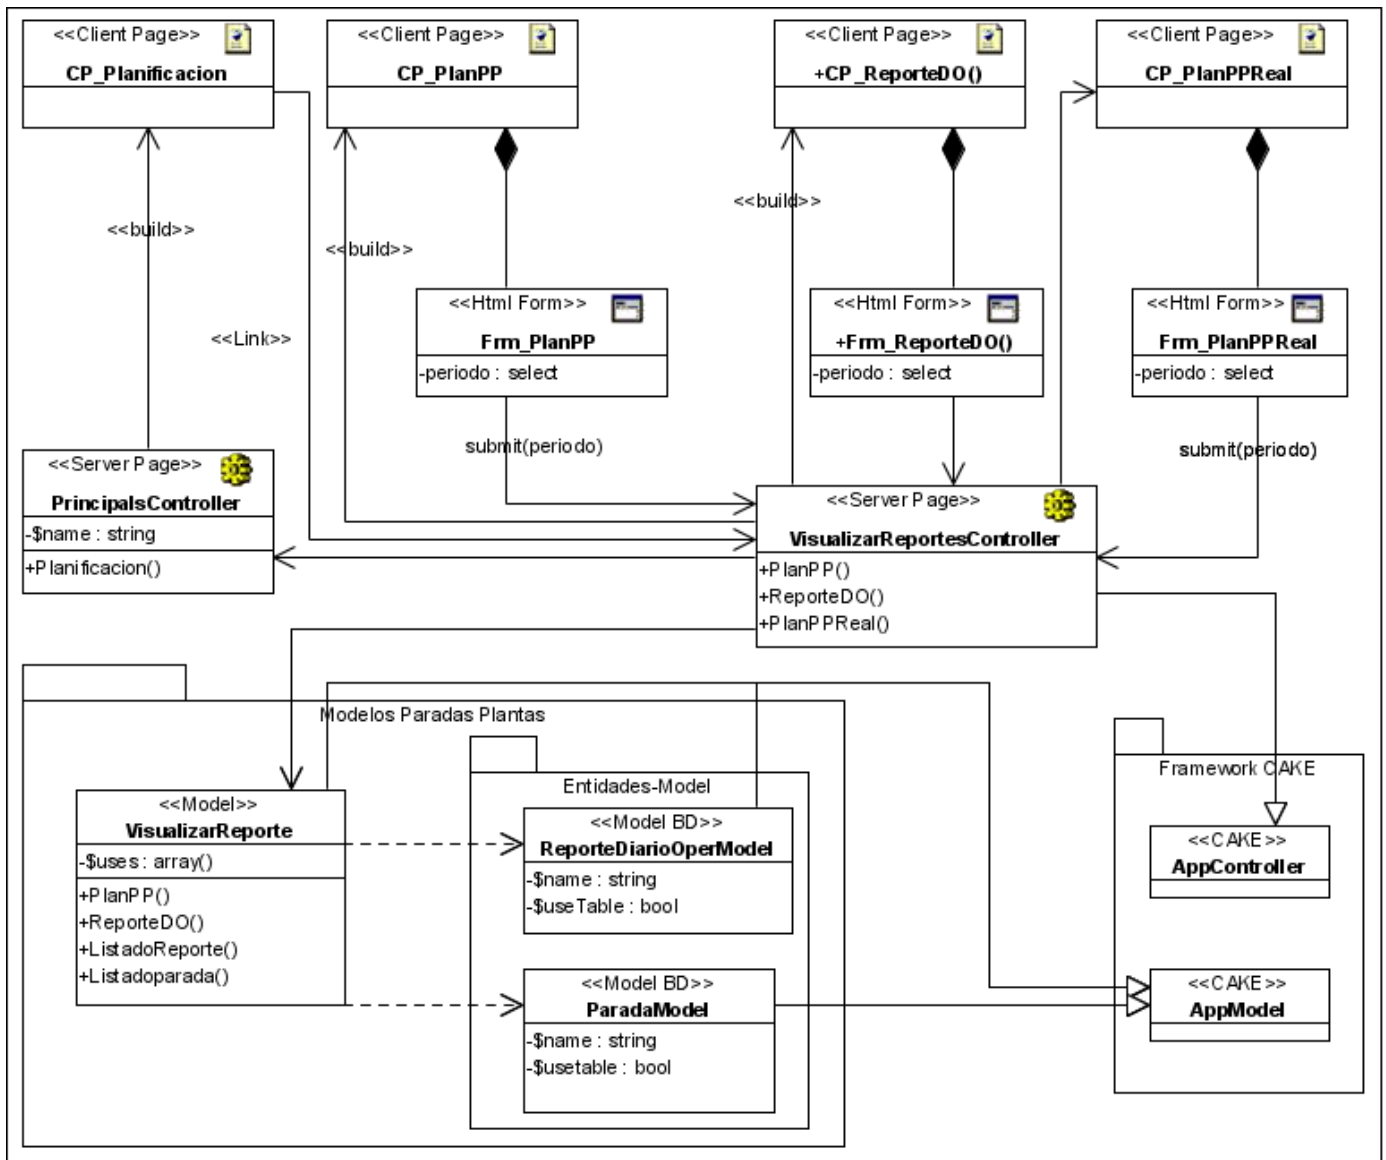 <<Client Page>>
CP_Planificacion
<<Client Page>>
CP_PlanPP
<<Client Page>>
+CP_ReporteDO()
<<Client Page>>
CP_PlanPPReal
<<build>>
<<build>>
<<build>>
<<Link>>
<<Html Form>>
Frm_PlanPP
-periodo : select
<<Html Form>>
+Frm_ReporteDO()
-periodo : select
<<Html Form>>
Frm_PlanPPReal
-periodo : select
submit(periodo)
submit(periodo)
<<Server Page>>
PrincipalsController
-$name : string
+Planificacion()
<<Server Page>>
VisualizarReportesController
+PlanPP()
+ReporteDO()
+PlanPPReal()
Modelos Paradas Plantas
<<Model>>
VisualizarReporte
-$uses : array()
+PlanPP()
+ReporteDO()
+ListadoReporte()
+Listadoparada()
Entidades-Model
<<Model BD>>
ReporteDiarioOperModel
-$name : string
-$useTable : bool
<<Model BD>>
ParadaModel
-$name : string
-$usetable : bool
Framework CAKE
<<CAKE>>
AppController
<<CAKE>>
AppModel